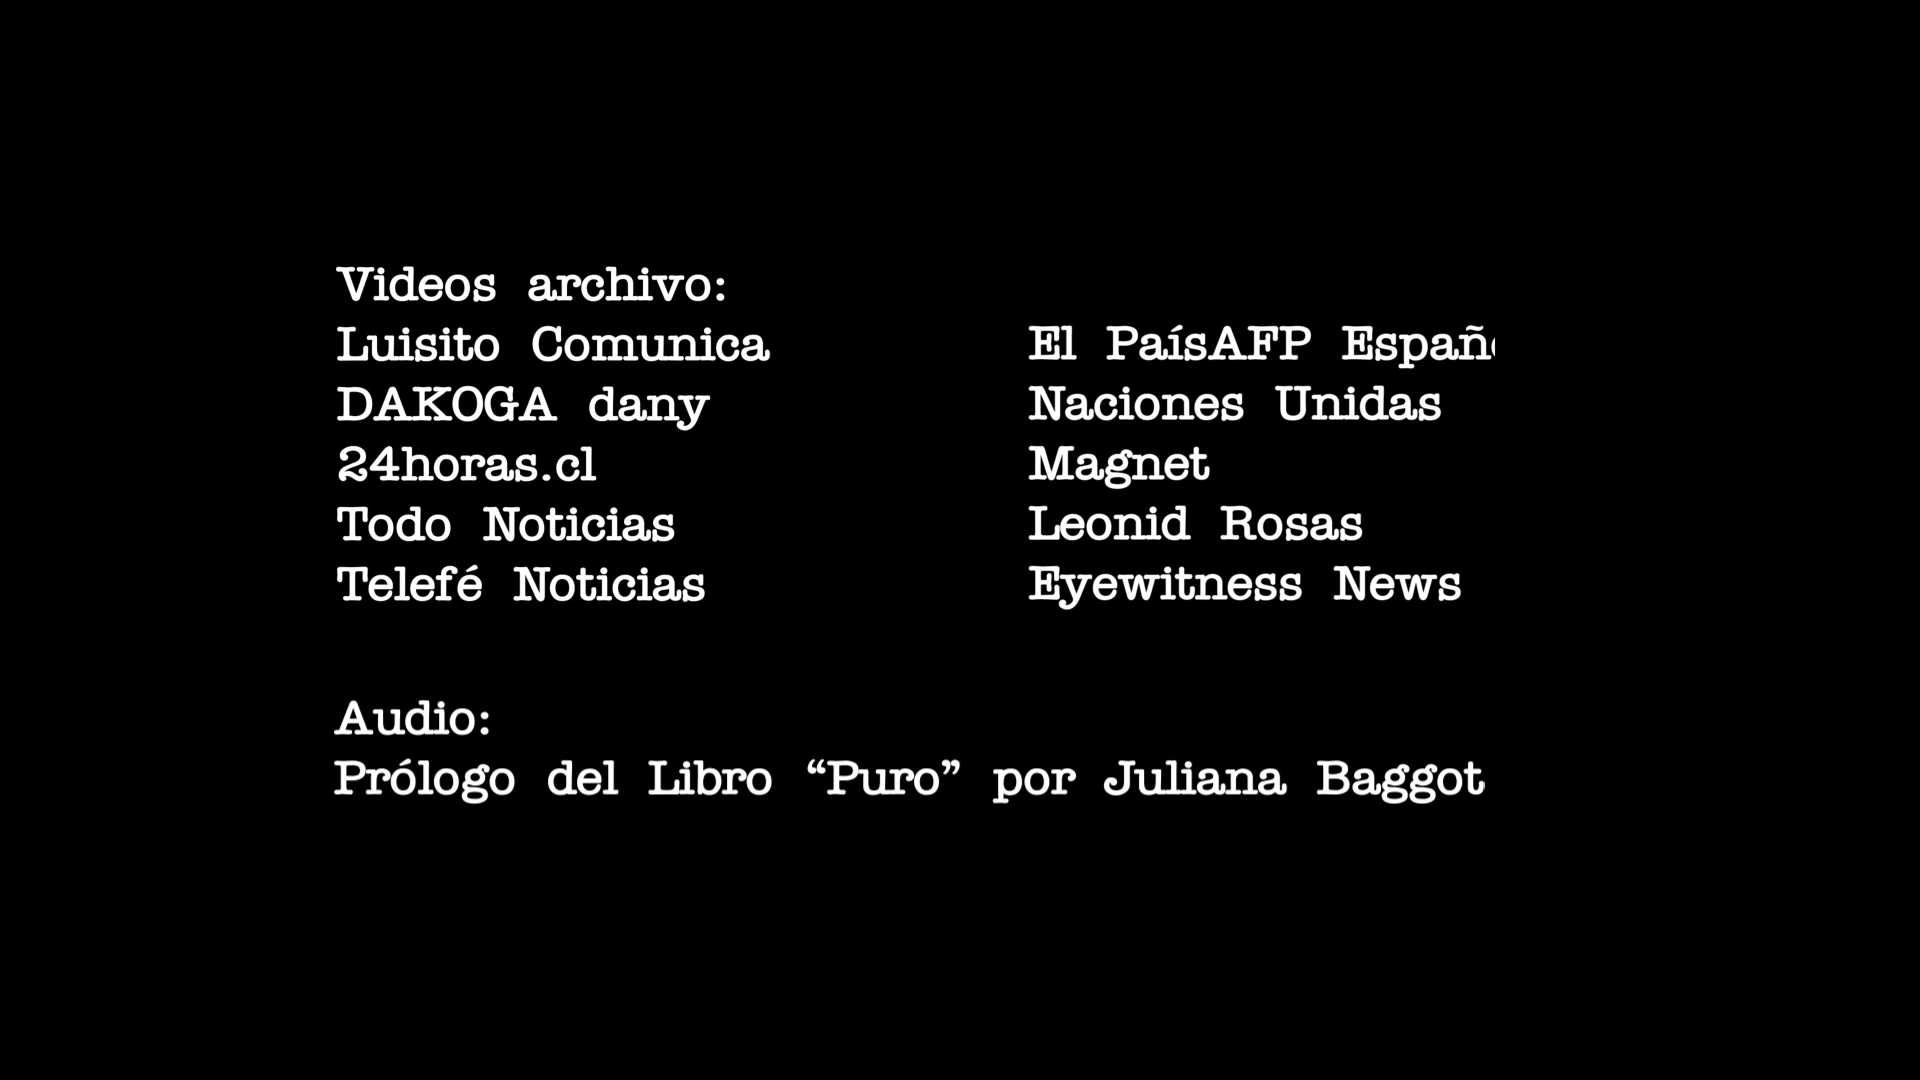 Videos archivo:
Luisito Comunica
DAKOGA dany
24horas.cl
Todo Noticias
Telefé Noticias
El PaísAFP Españ
Naciones Unidas
Magnet
Leonid Rosas
Eyewitness News
Audio:
Prólogo del Libro “Puro” por Juliana Baggot